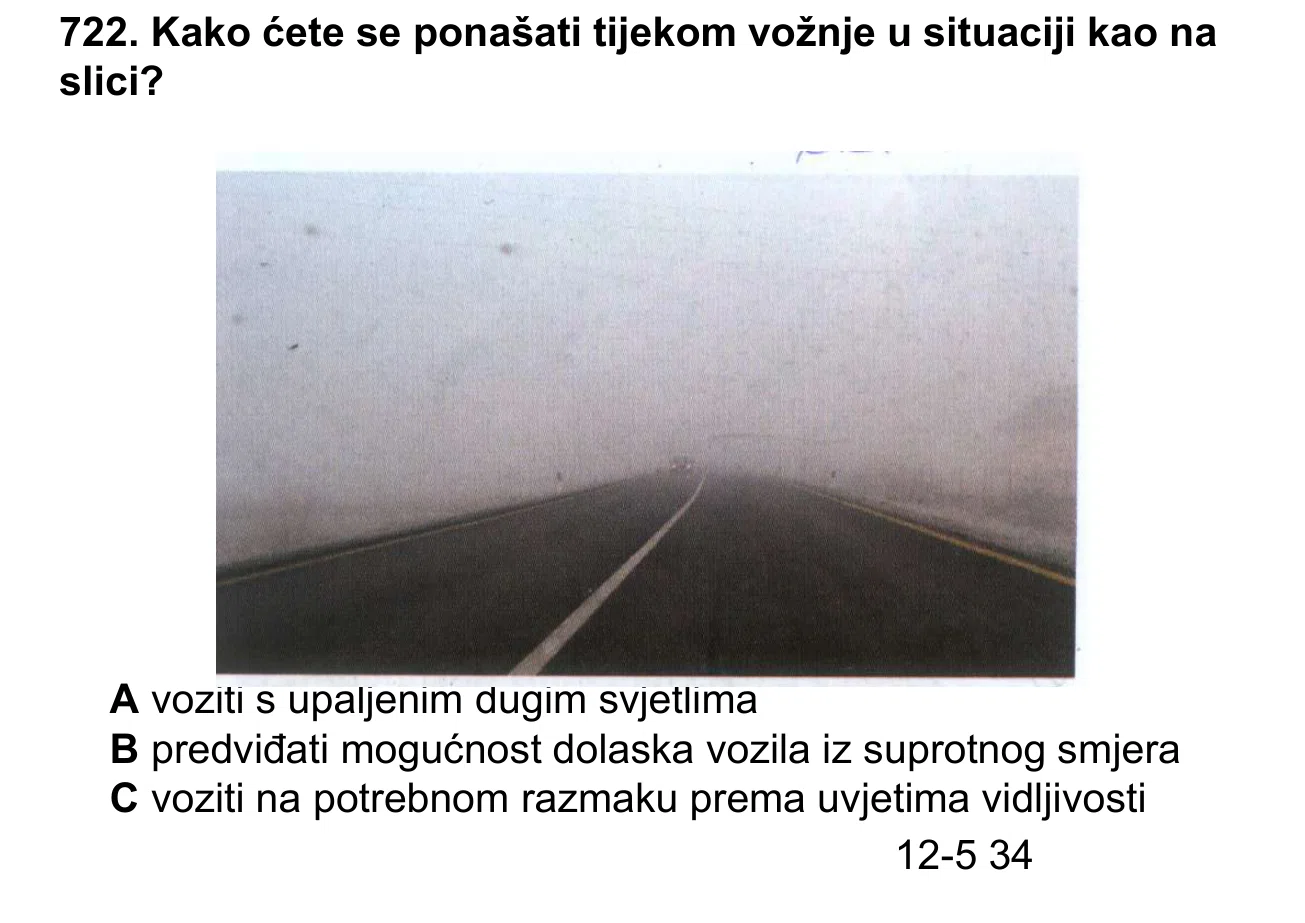 722. Kako ćete se ponašati tijekom vožnje u situaciji kao na
slici?
A voziti s upaljenim dugim svjetlima
B predviđati mogućnost dolaska vozila iz suprotnog smjera
C voziti na potrebnom razmaku prema uvjetima vidljivosti
12-5 34